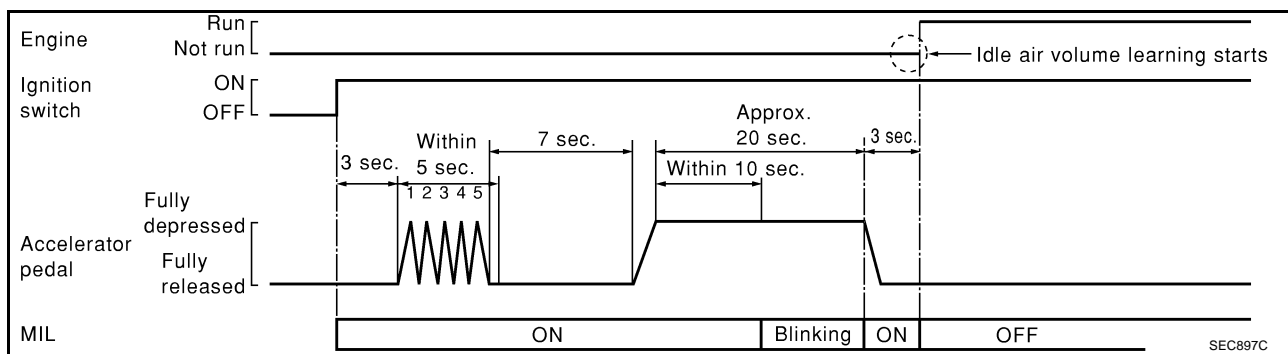 Engine
Run
Not run
Idle air volume learning starts
Ignition
switch
ON
OFF
3 sec.
Within
5 sec.
1 2 3 4 5
7 sec.
Approx.
20 sec.
Within 10 sec.
3 sec.
Accelerator
pedal
Fully
depressed
Fully
released
MIL
ON
Blinking
ON
OFF
SEC897C